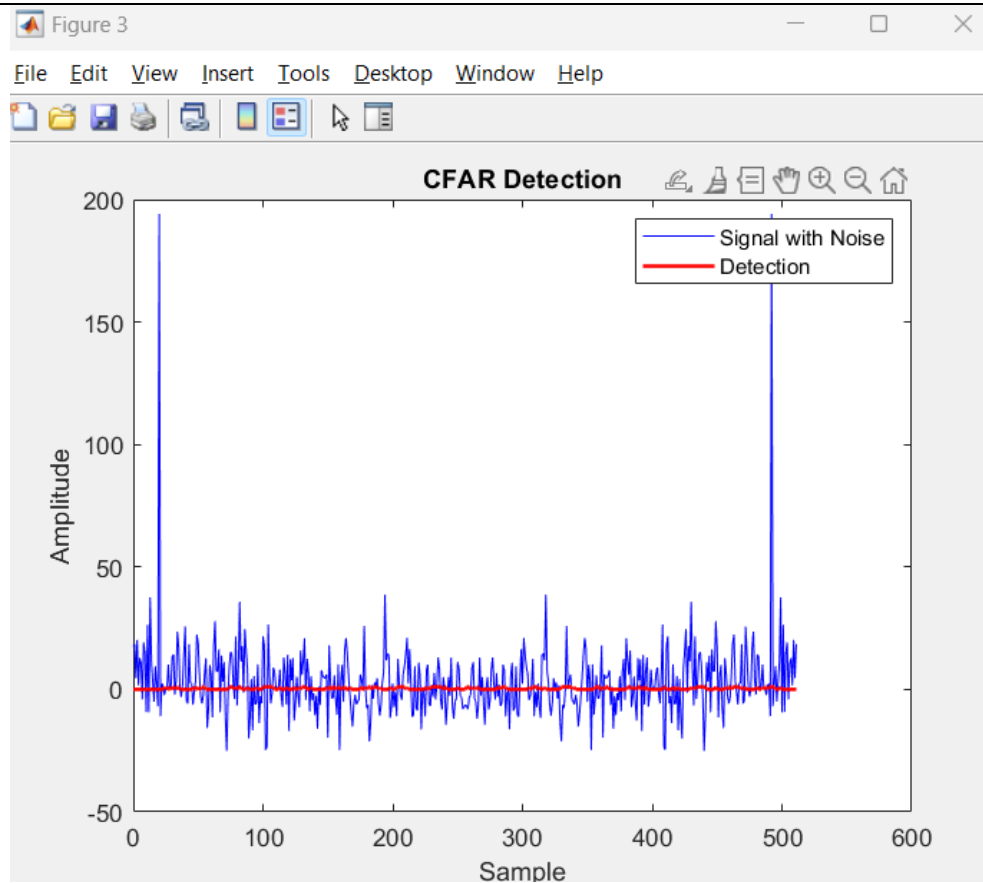 Figure 3
File Edit View Insert Tools Desktop Window Help
CFAR Detection
200
150
100
50
0
-50
Amplitude
Signal with Noise
Detection
0 100 200 300 400 500 600
Sample